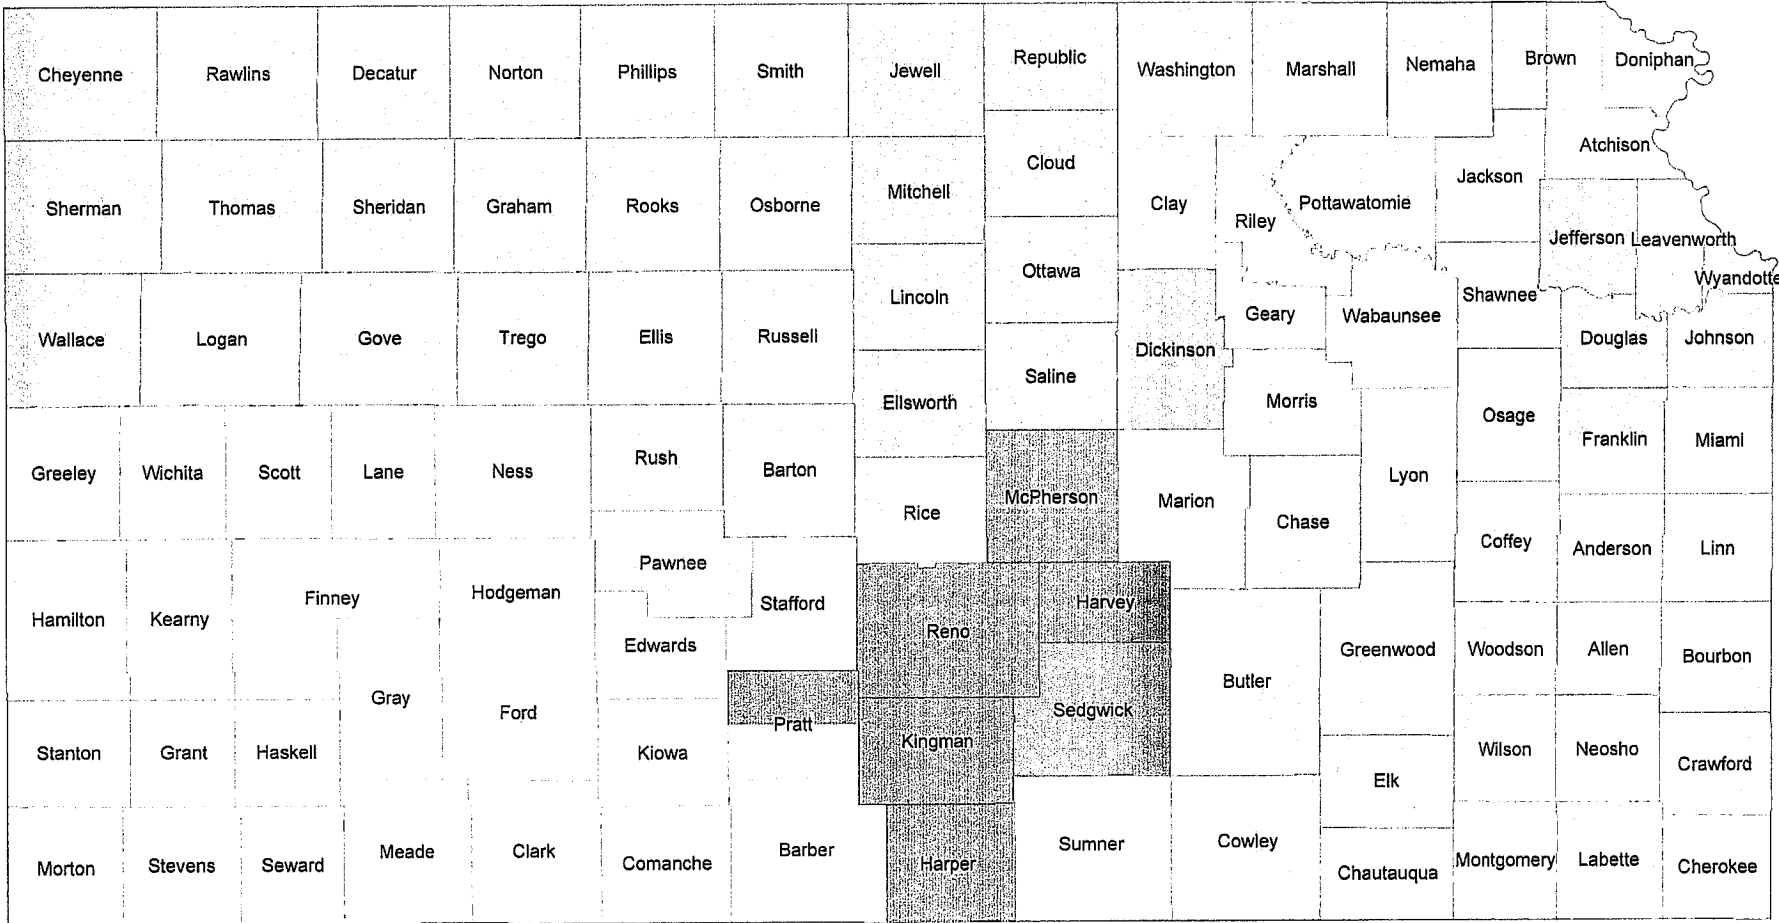 Cheyenne
Rawlins
Decatur
Norton
Phillips
Smith
Jewell
Republic
Washington
Marshall
Nemaha
Brown
Doniphan
Cloud
Atchison
Sherman
Thomas
Sheridan
Graham
Rooks
Osborne
Mitchell
Clay
Riley
Pottawatomie
Jackson
Jefferson
Leavenworth
Wyandotte
Ottawa
Lincoln
Shawnee
Wallace
Logan
Gove
Trego
Ellis
Russell
Dickinson
Geary
Wabaunsee
Douglas
Johnson
Saline
Ellsworth
Morris
Osage
Franklin
Miami
Greeley
Wichita
Scott
Lane
Ness
Rush
Barton
Rice
McPherson
Marion
Chase
Lyon
Coffey
Anderson
Linn
Hamilton
Kearny
Finney
Hodgeman
Pawnee
Stafford
Edwards
Reno
Harvey
Gray
Ford
Pratt
Kingman
Sedgwick
Butler
Greenwood
Woodson
Allen
Bourbon
Stanton
Grant
Haskell
Kiowa
Elk
Wilson
Neosho
Crawford
Morton
Stevens
Seward
Meade
Clark
Comanche
Barber
Harper
Sumner
Cowley
Chautauqua
Montgomery
Labette
Cherokee